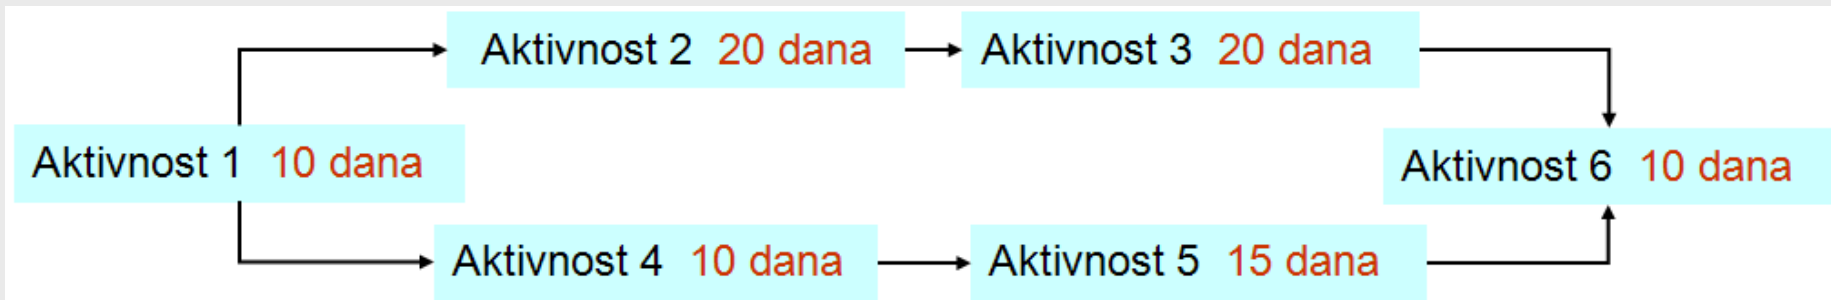 Aktivnost 2 20 dana
Aktivnost 3 20 dana
Aktivnost 1 10 dana
Aktivnost 6 10 dana
Aktivnost 4 10 dana
Aktivnost 5 15 dana